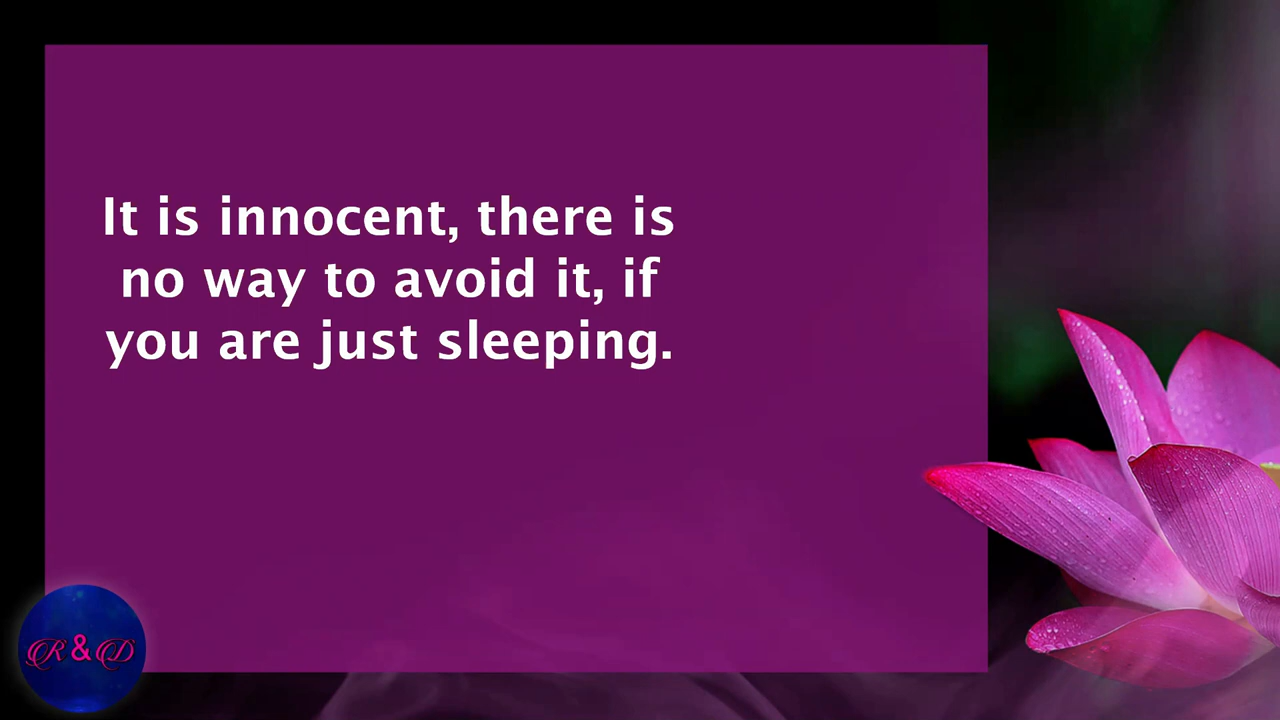 It is innocent, there is
no way to avoid it, if
you are just sleeping.
R & D